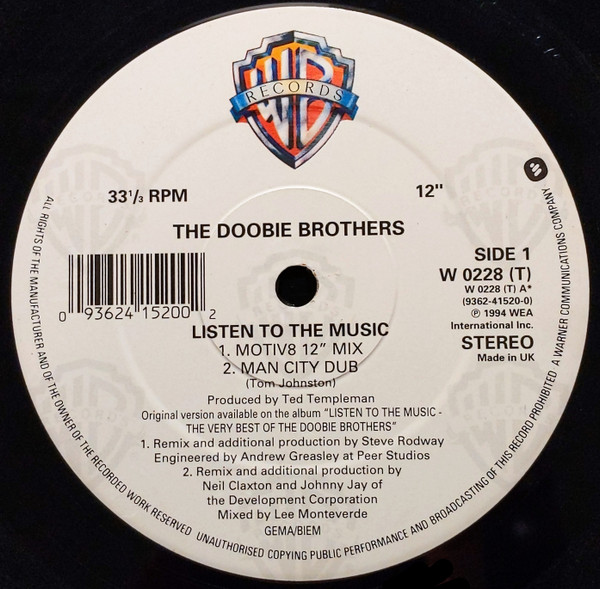 RECORDS
33⅓ RPM
12"
THE DOOBIE BROTHERS
SIDE 1
W 0228 (T)
W 0228 (T) A*
(9362-41520-0)
℗ 1994 WEA
International Inc.
STEREO
Made in UK
0 93624 15200 2
LISTEN TO THE MUSIC
1. MOTIV8 12" MIX
2. MAN CITY DUB
(Tom Johnston)
Produced by Ted Templeman
Original version available on the album "LISTEN TO THE MUSIC -
THE VERY BEST OF THE DOOBIE BROTHERS"
1. Remix and additional production by Steve Rodway
Engineered by Andrew Greasley at Peer Studios
2. Remix and additional production by
Neil Claxton and Johnny Jay of
the Development Corporation
Mixed by Lee Monteverde
GEMA/BIEM
ALL RIGHTS OF THE MANUFACTURER AND OF THE OWNER OF THE RECORDED WORK RESERVED UNAUTHORISED COPYING PUBLIC PERFORMANCE AND BROADCASTING OF THIS RECORD PROHIBITED A WARNER COMMUNICATIONS COMPANY